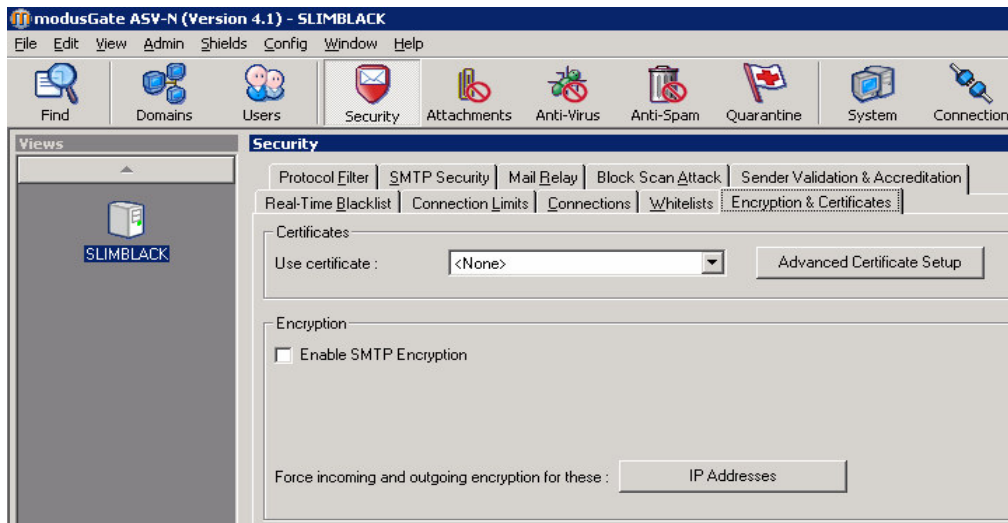 modusGate ASV-N (Version 4.1) - SLIMBLACK
File Edit View Admin Shields Config Window Help
Find Domains Users Security Attachments Anti-Virus Anti-Spam Quarantine System Connection
Views
Security
Protocol Filter SMTP Security Mail Relay Block Scan Attack Sender Validation & Accreditation
Real-Time Blacklist Connection Limits Connections Whitelists Encryption & Certificates
SLIMBLACK
Certificates
Use certificate : <None> Advanced Certificate Setup
Encryption
Enable SMTP Encryption
Force incoming and outgoing encryption for these : IP Addresses